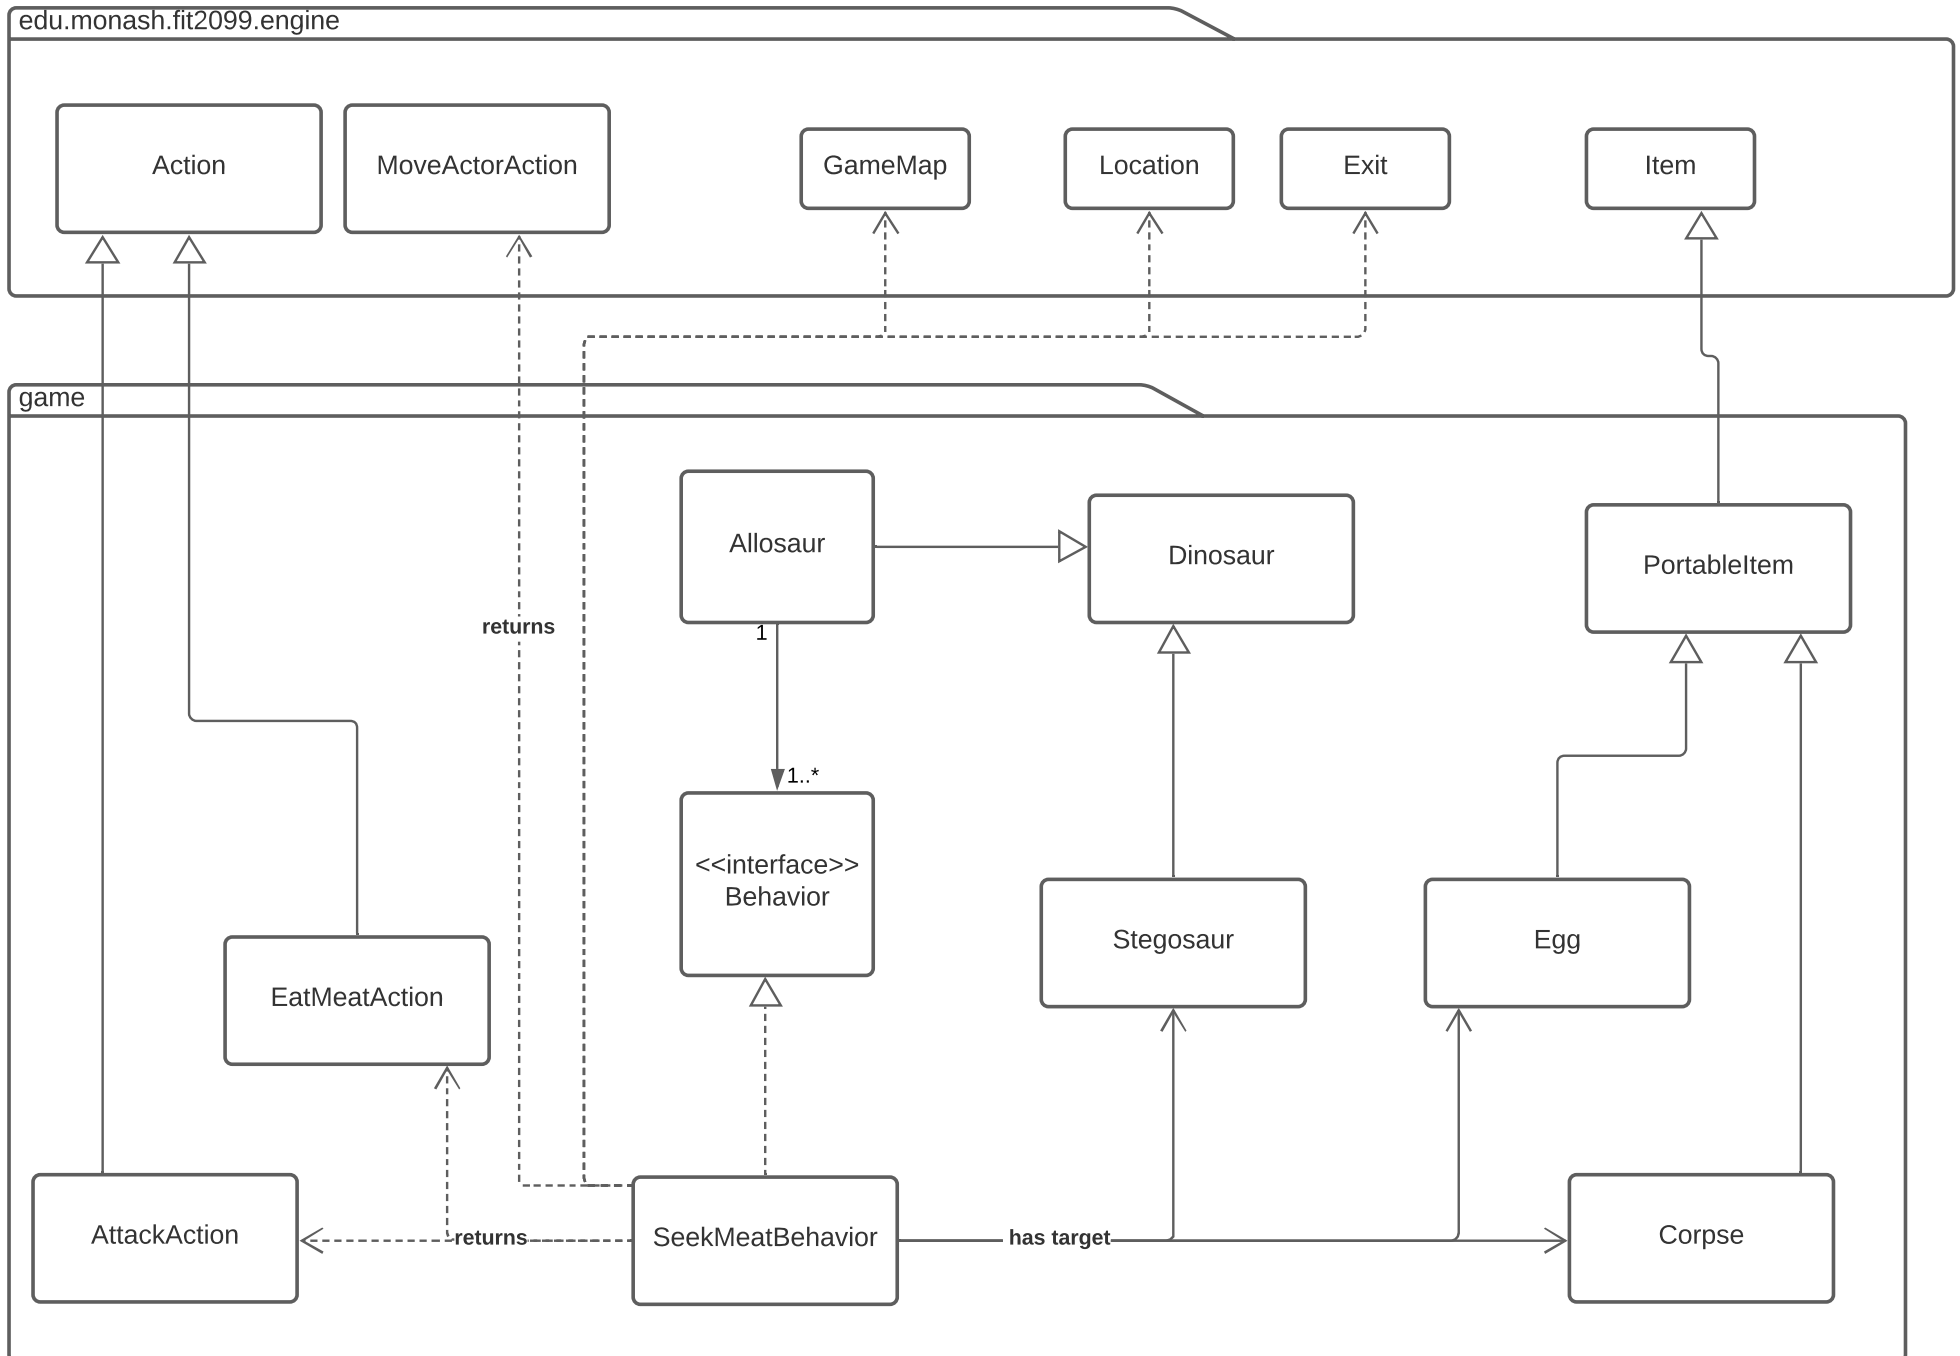 edu.monash.fit2099.engine
Action
MoveActorAction
GameMap
Location
Exit
Item
game
Allosaur
Dinosaur
PortableItem
returns
1
1..*
<<interface>>
Behavior
Stegosaur
Egg
EatMeatAction
AttackAction
returns
SeekMeatBehavior
has target
Corpse